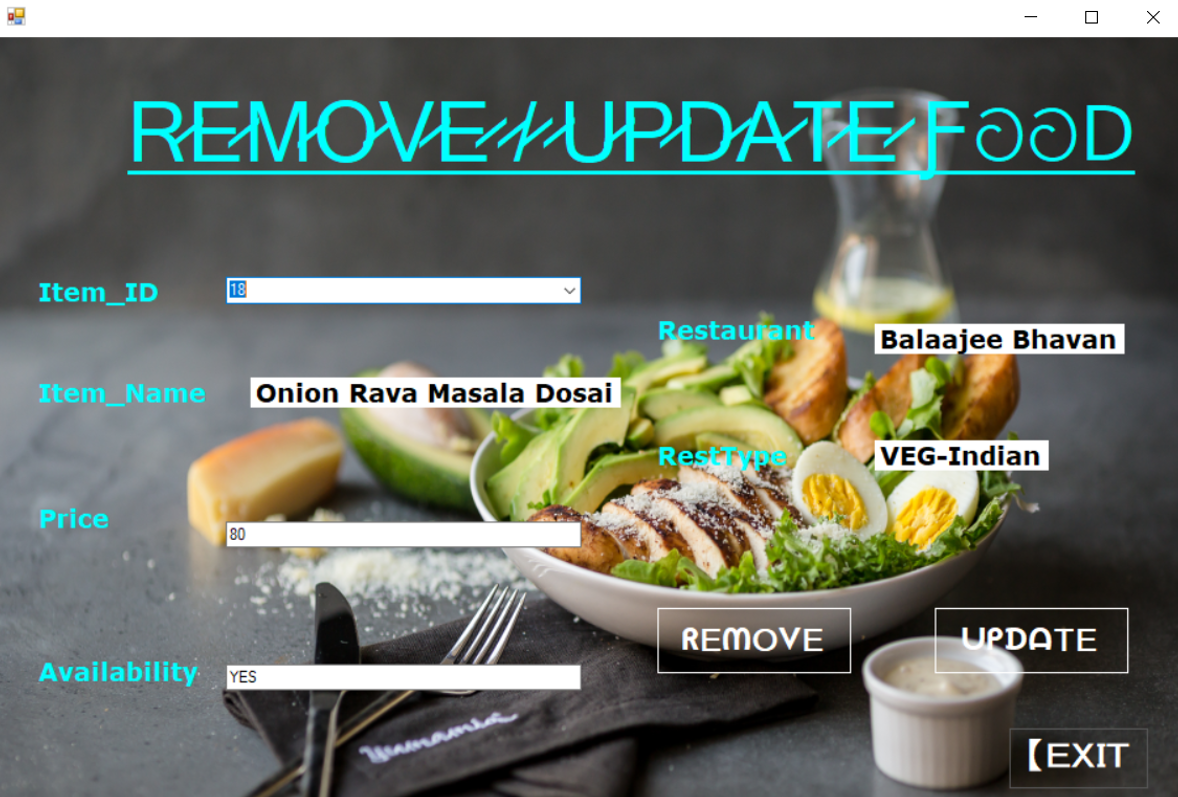 REMOVE//UPDATE FOOD
Item_ID
18
Restaurant
Balaajee Bhavan
Item_Name
Onion Rava Masala Dosai
RestType
VEG-Indian
Price
80
REMOVE
UPDATE
Availability
YES
【EXIT